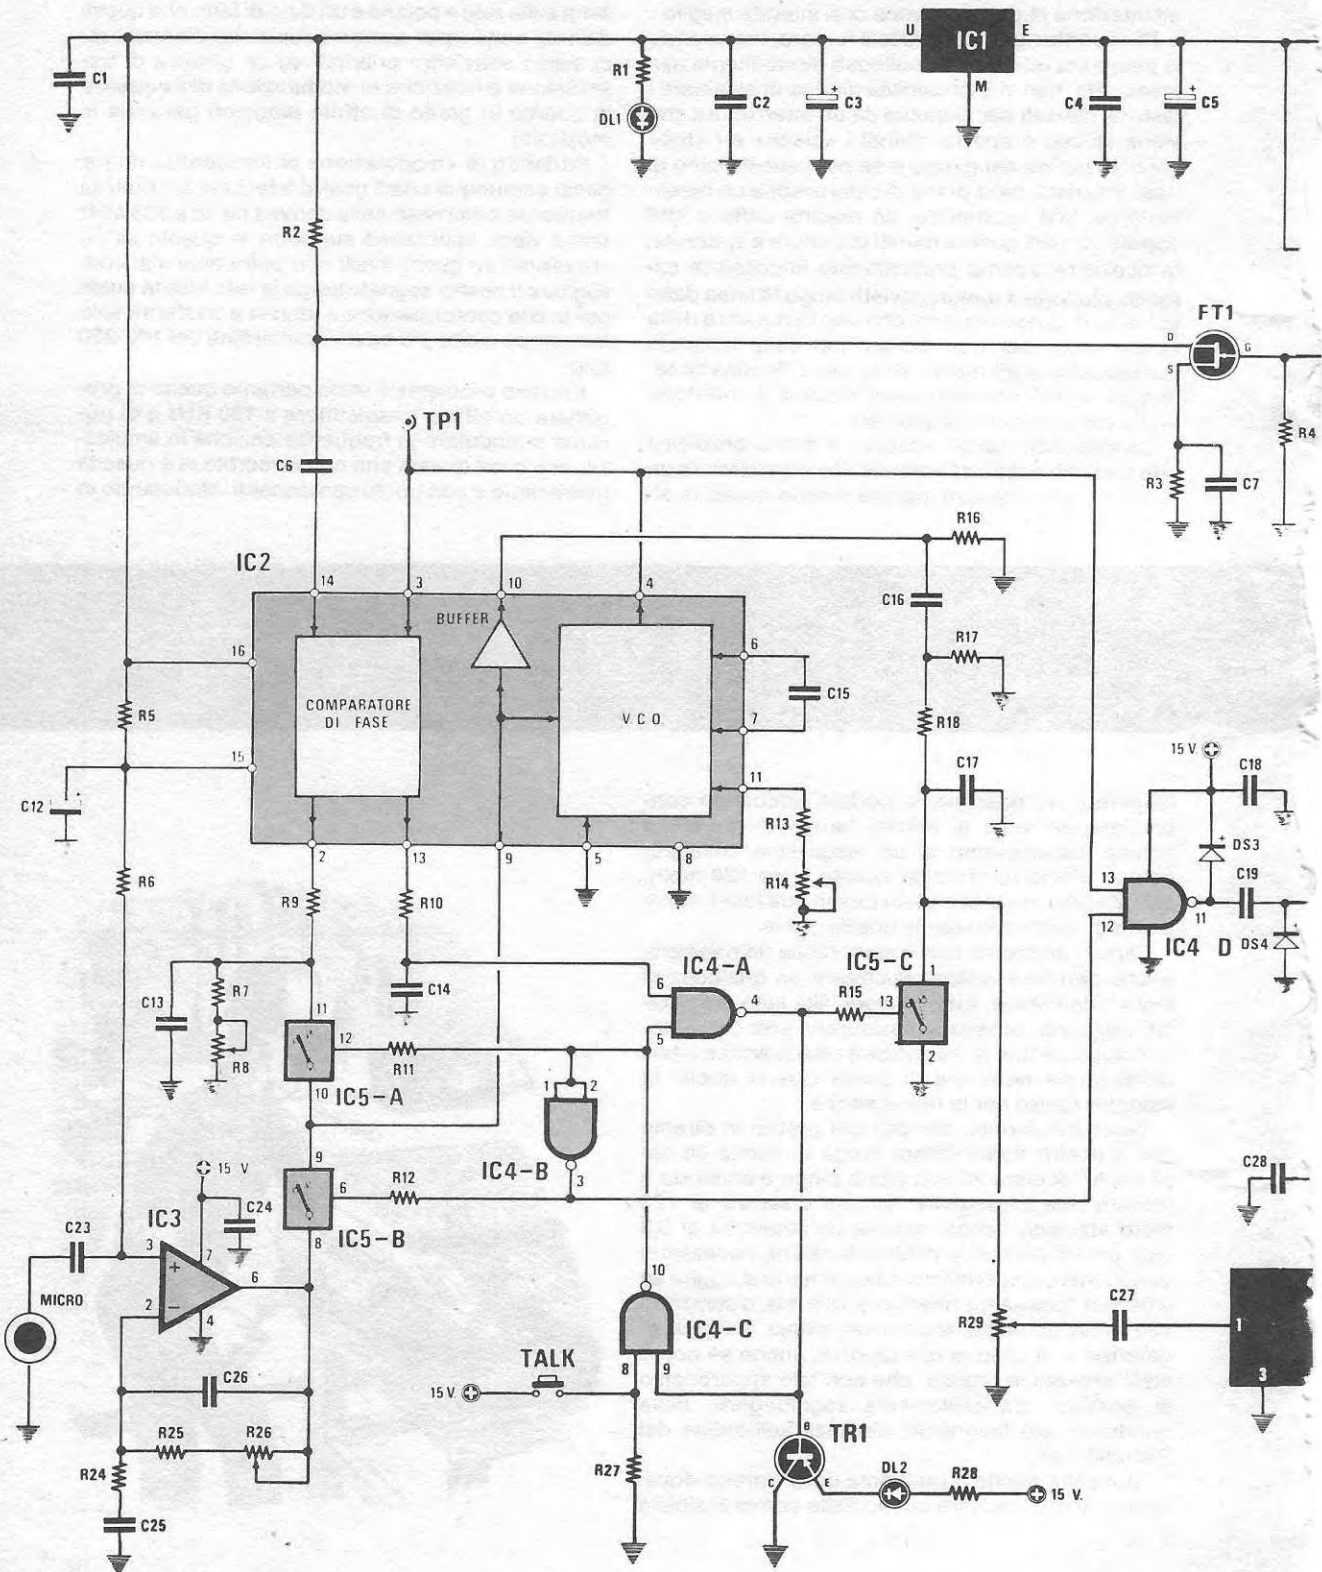 U
IC1
E
M
C1
R1
DL1
C2
+
C3
C4
+
C5
R2
FT1
D
G
S
R4
R3
C7
TP1
C6
R16
IC2
14
3
10
4
BUFFER
C16
16
6
R17
COMPARATORE
DI FASE
V.C.O.
C15
R5
7
R18
15
11
15 V.
C18
C12
+
C17
R13
DS3
+
R6
2
13
9
5
8
R14
13
C19
R9
R10
12
11
IC4 D
DS4
+
IC4-A
IC5-C
C13
R7
C14
6
4
R15
13
1
R8
11
12
5
2
R11
10
IC5-A
1
2
9
IC4-B
15 V
R12
3
C28
IC3
C24
6
C23
7
IC5-B
3
+
8
6
MICRO
2
–
4
10
C27
IC4-C
R29
1
TALK
8
9
C26
15 V.
3
R25
R26
B
TR1
R24
R27
C
E
DL2
R28
15 V.
C25